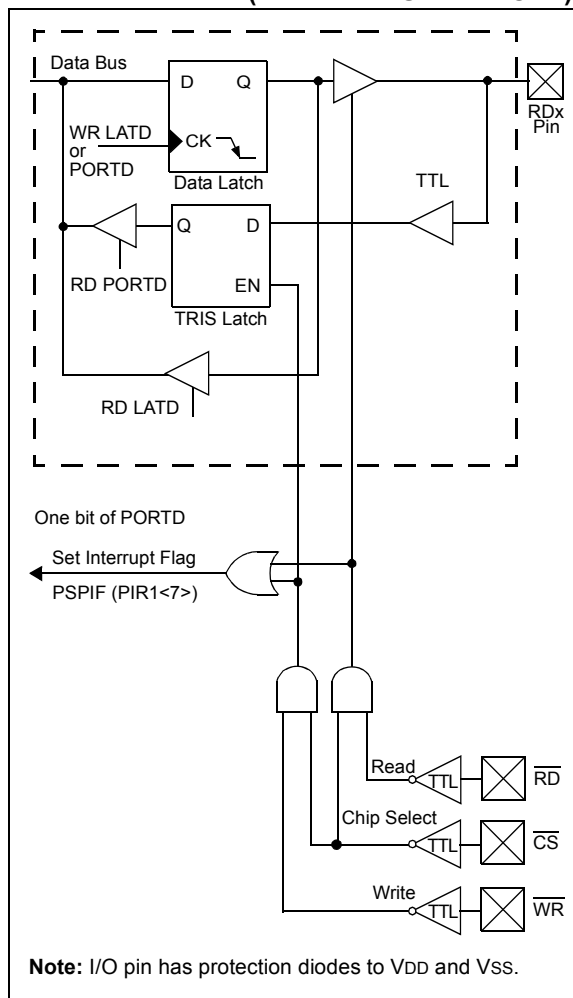 Data Bus
D Q
WR LATD
or
PORTD
CK
Data Latch
RDx
Pin
TTL
Q D
RD PORTD
EN
TRIS Latch
RD LATD
One bit of PORTD
Set Interrupt Flag
PSPIF (PIR1<7>)
Read
TTL
RD
Chip Select
TTL
CS
Write
TTL
WR
Note: I/O pin has protection diodes to VDD and VSS.